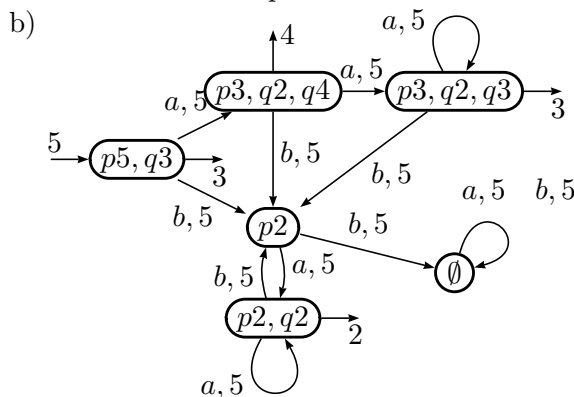 b)
4
a, 5
p3, q2, q4
a, 5
p3, q2, q3
3
a, 5
5
p5, q3
3
b, 5
b, 5
b, 5
p2
b, 5
a, 5
b, 5
∅
b, 5
a, 5
p2, q2
2
a, 5